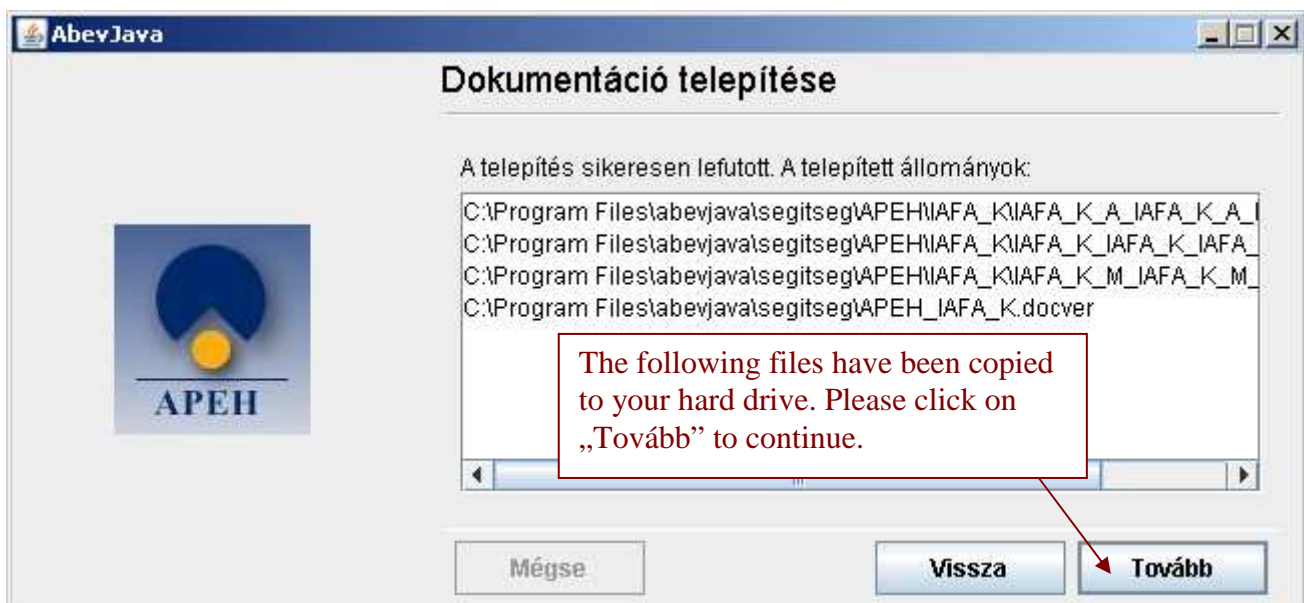 AbevJava
Dokumentáció telepítése
A telepítés sikeresen lefutott. A telepített állományok:
C:\Program Files\abevjava\segitseg\APEH\IAFA_K\IAFA_K_A_IAFA_K_A_
C:\Program Files\abevjava\segitseg\APEH\IAFA_K\IAFA_K_IAFA_K_IAFA_
C:\Program Files\abevjava\segitseg\APEH\IAFA_K\IAFA_K_M_IAFA_K_M_
C:\Program Files\abevjava\segitseg\APEH_IAFA_K.docver
The following files have been copied
to your hard drive. Please click on
„Tovább” to continue.
APEH
Mégse
Vissza
Tovább